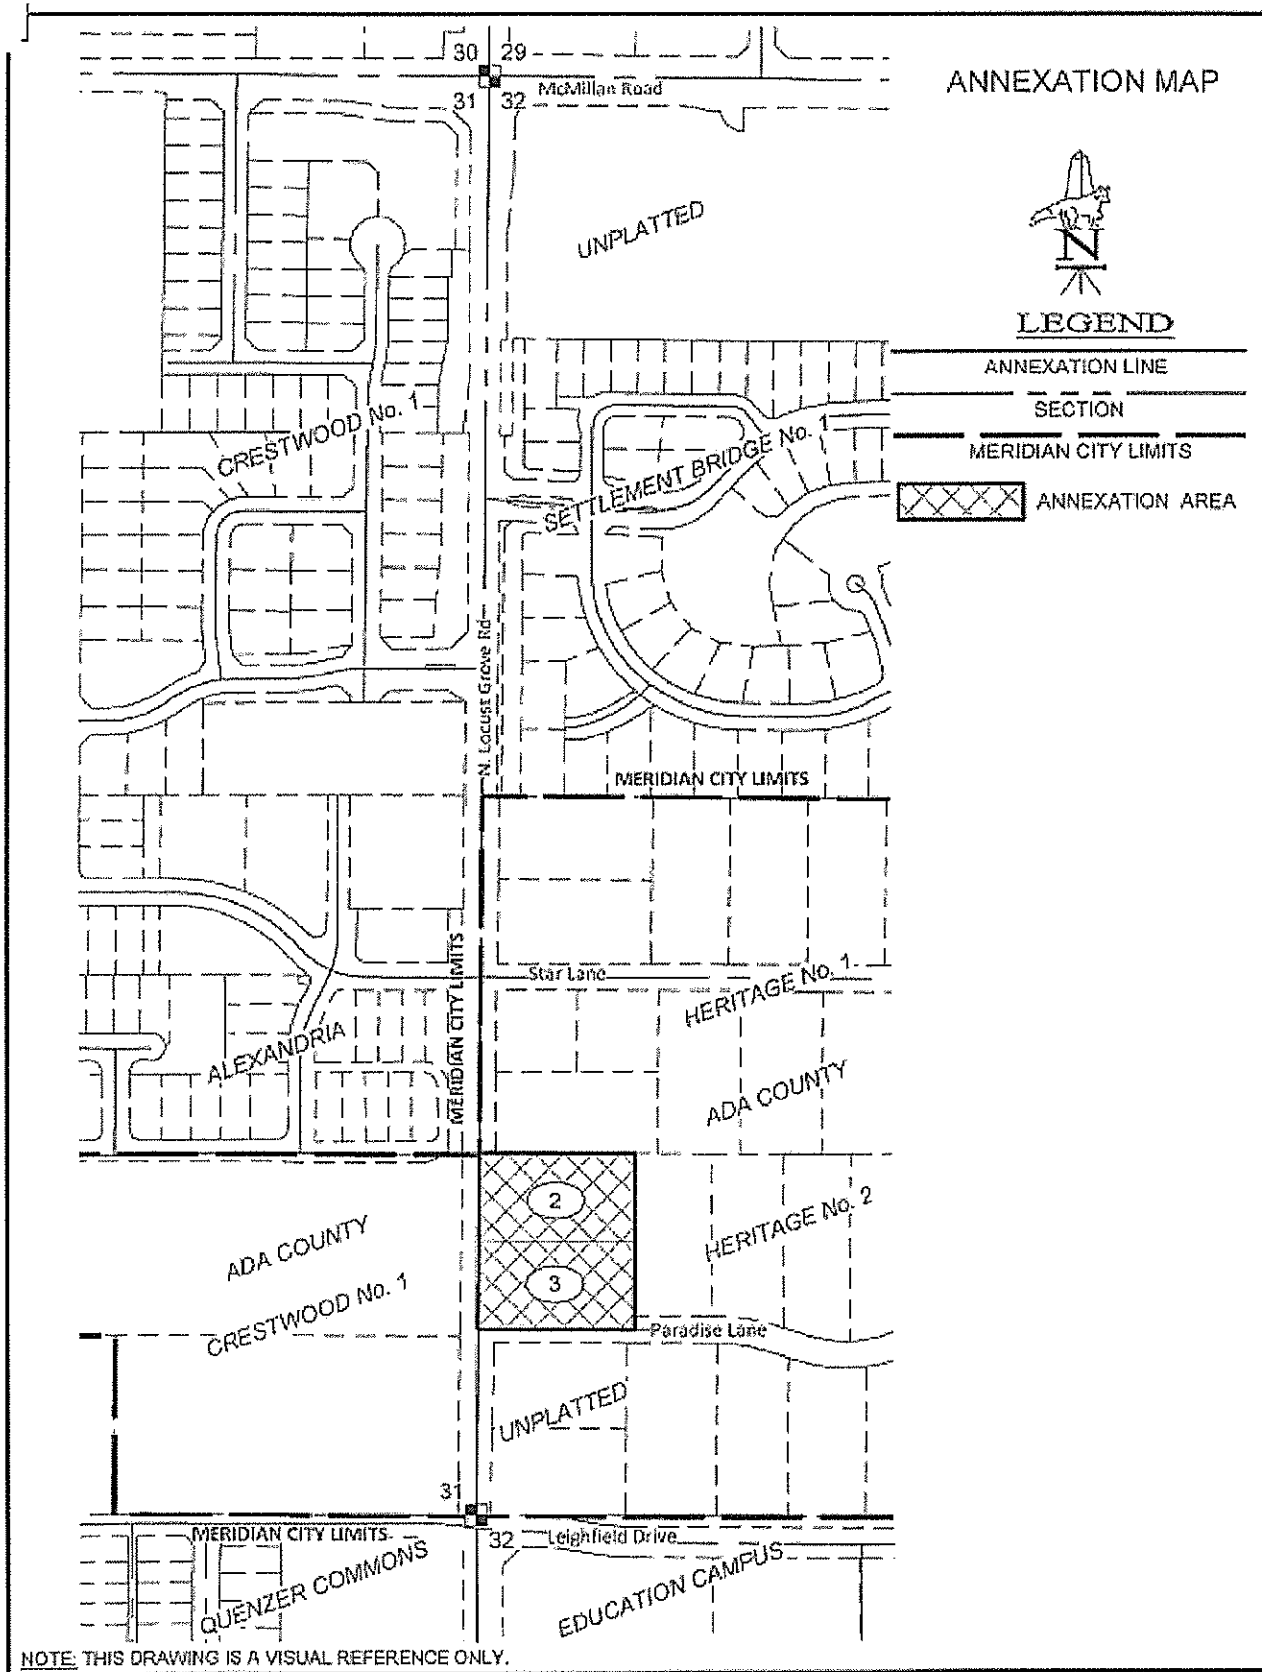 ANNEXATION MAP
30 29
31 32
McMillan Road
UNPLATTED
N
LEGEND
ANNEXATION LINE
SECTION
MERIDIAN CITY LIMITS
ANNEXATION AREA
CRESTWOOD No. 1
SETTLEMENT BRIDGE No. 1
N. Locust Grove Rd
MERIDIAN CITY LIMITS
MERIDIAN CITY LIMITS
Star Lane
HERITAGE No. 1
ALEXANDRIA
ADA COUNTY
2
HERITAGE No. 2
ADA COUNTY
3
CRESTWOOD No. 1
Paradise Lane
UNPLATTED
31
32
MERIDIAN CITY LIMITS
Leighfield Drive
QUENZER COMMONS
EDUCATION CAMPUS
NOTE: THIS DRAWING IS A VISUAL REFERENCE ONLY.